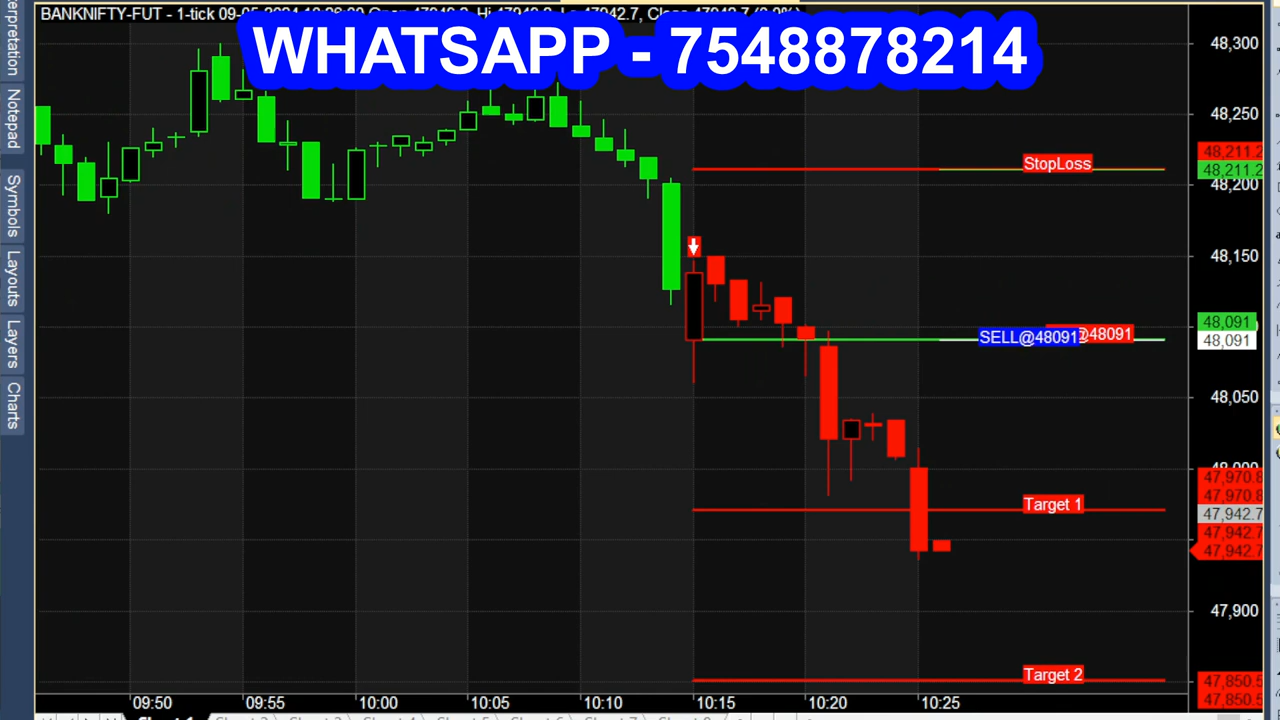 BANKNIFTY-FUT - 1-tick
WHATSAPP - 7548878214
Notepad
Symbols
Layouts
Layers
Charts
48,300
48,250
48,211.2
48,211.2
48,200
48,150
48,091
48,091
48,050
47,970.8
47,970.8
47,942.7
47,942.7
47,942.7
47,900
47,850.5
47,850.5
StopLoss
SELL@48091
@48091
Target 1
Target 2
09:50
09:55
10:00
10:05
10:10
10:15
10:20
10:25